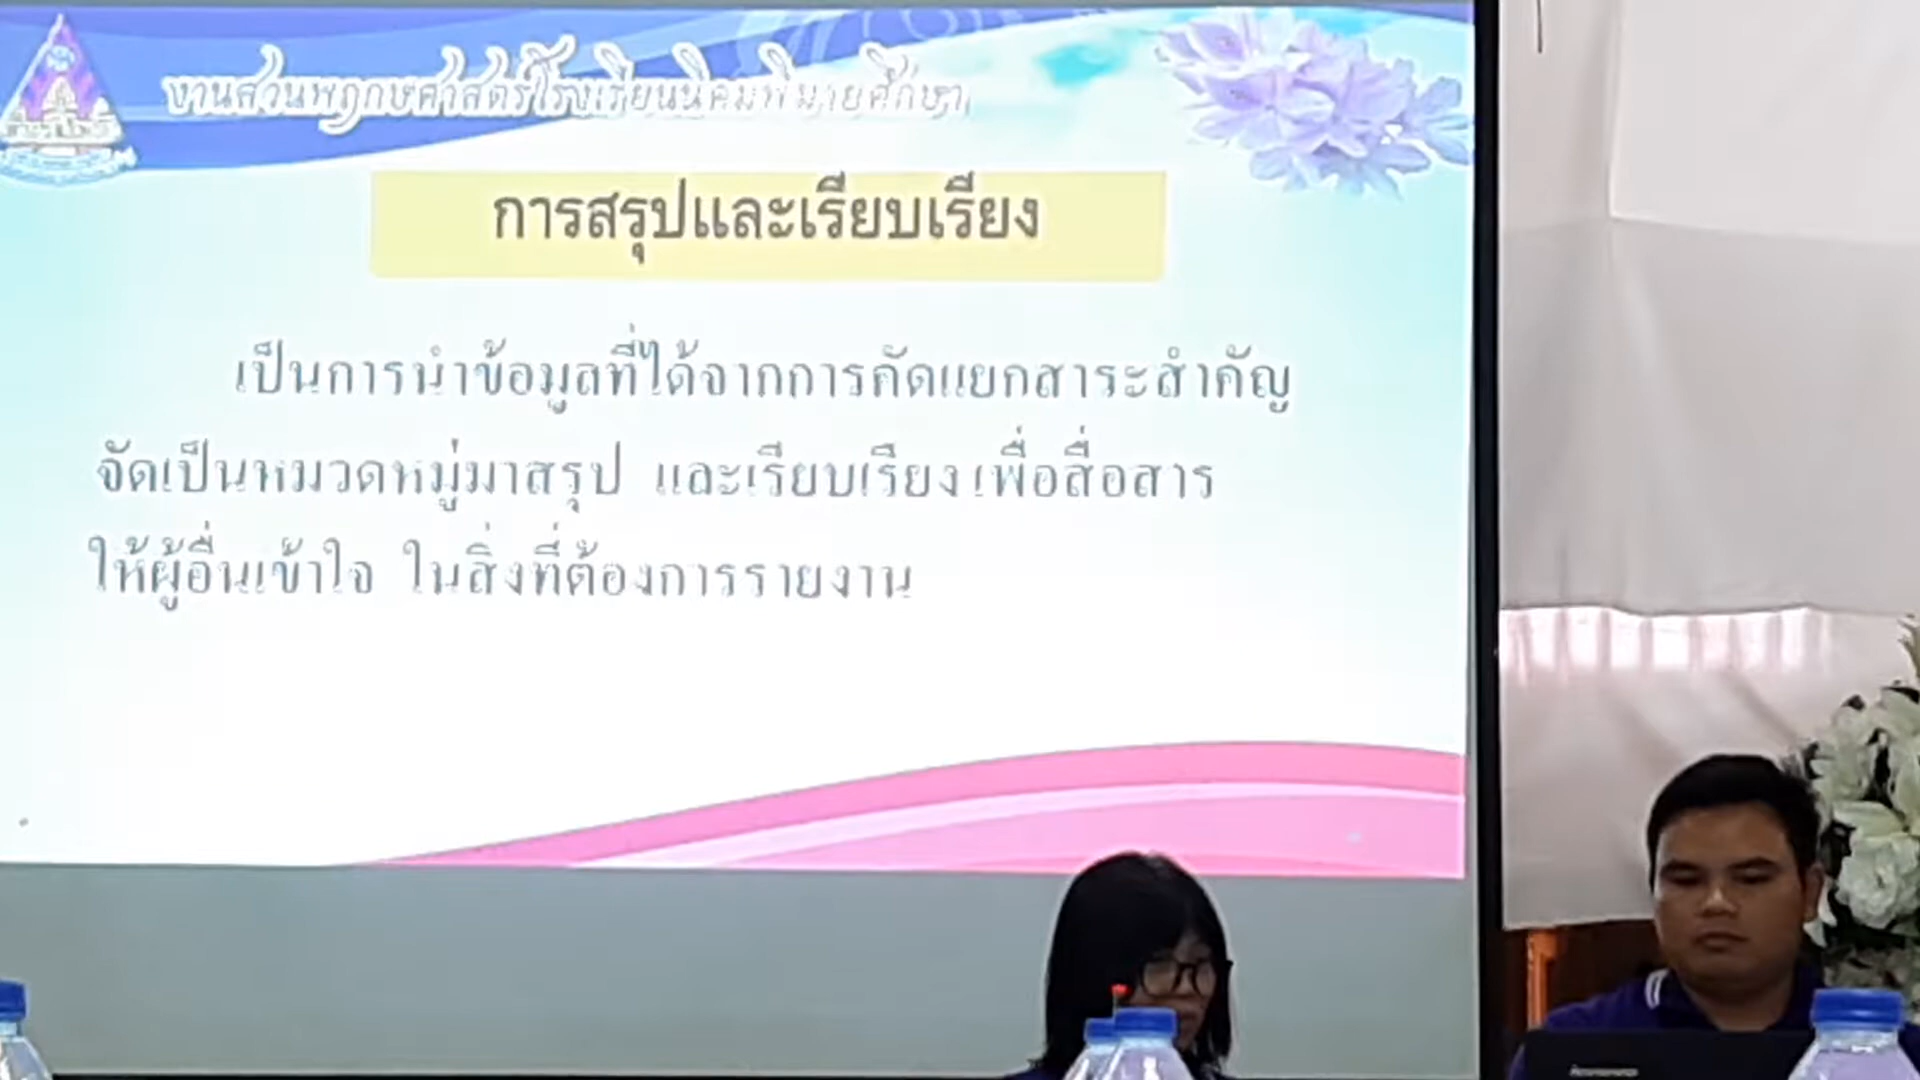 งานสวนพฤกษศาสตร์โรงเรียนนิคมพิมายศึกษา
การสรุปและเรียบเรียง
เป็นการนำข้อมูลที่ได้จากการคัดแยกสาระสำคัญ
จัดเป็นหมวดหมู่มาสรุป และเรียบเรียงเพื่อสื่อสาร
ให้ผู้อื่นเข้าใจ ในสิ่งที่ต้องการรายงาน